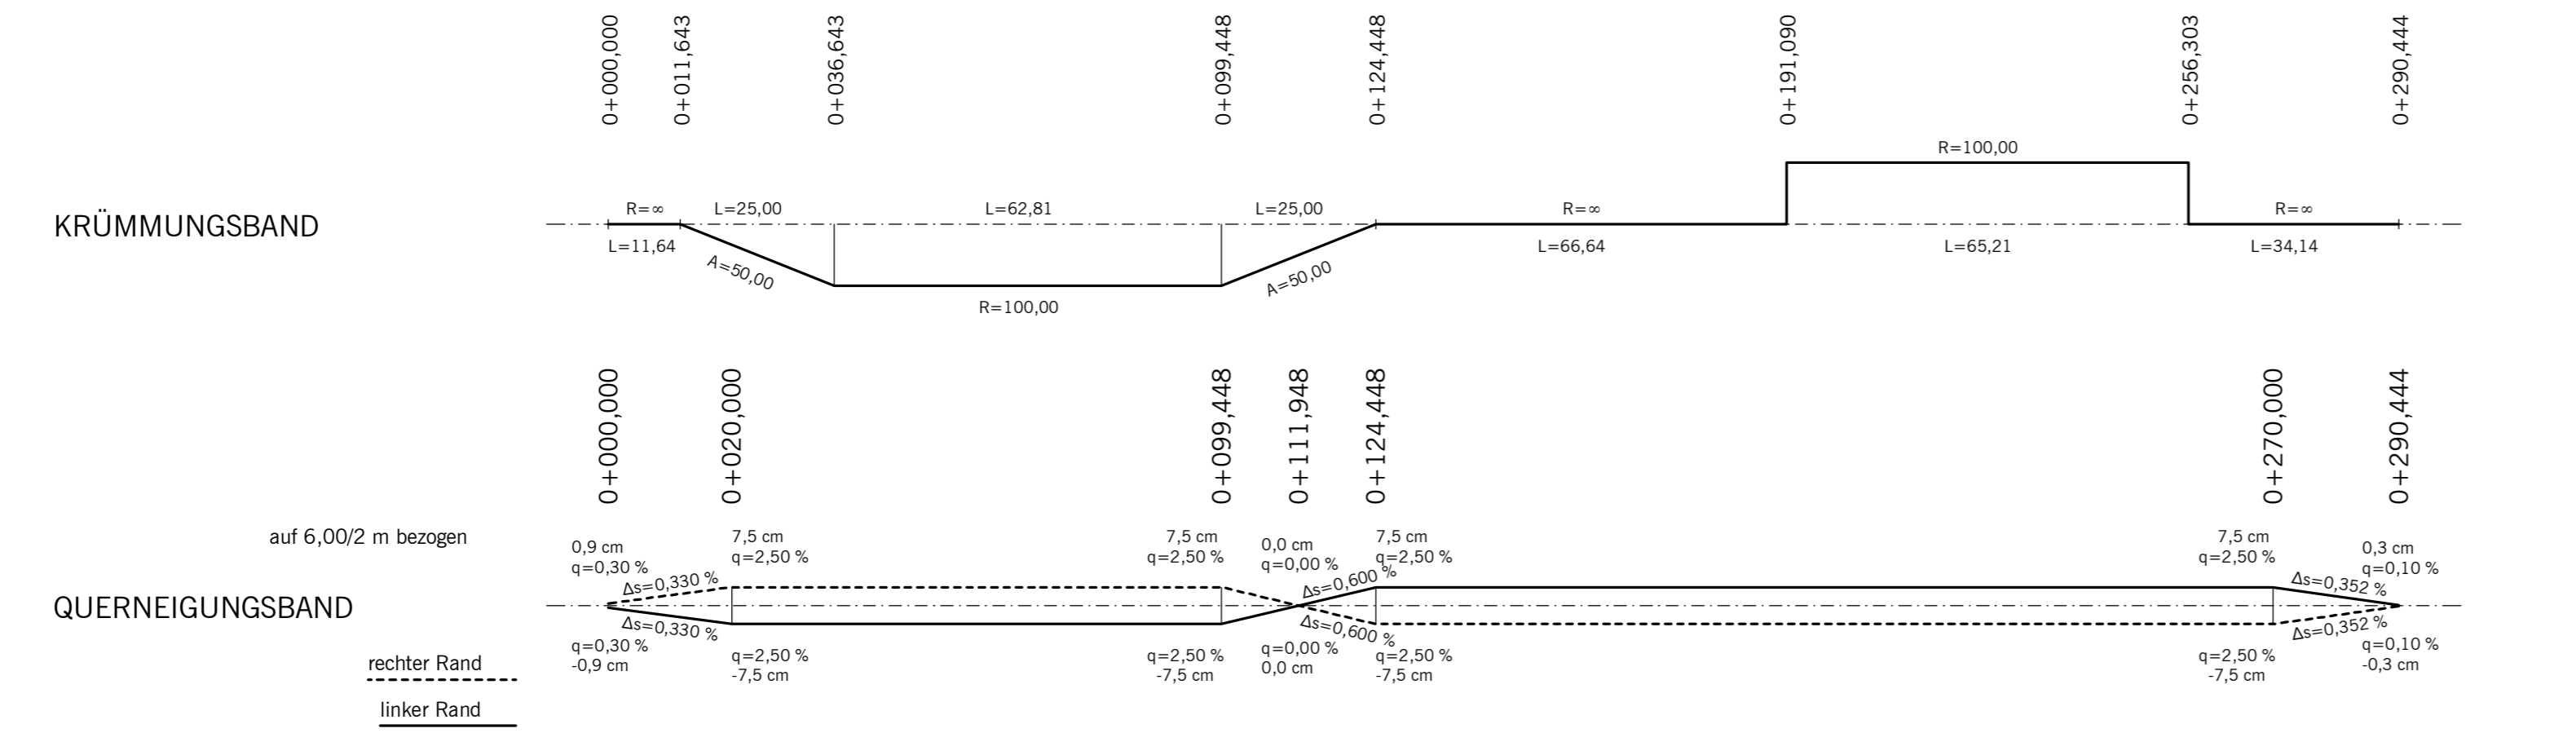 0+000,000
0+011,643
0+036,643
0+099,448
0+124,448
0+191,090
0+256,303
0+290,444
KRÜMMUNGSBAND
R=∞
L=11,64
L=25,00
A=50,00
L=62,81
R=100,00
L=25,00
A=50,00
R=∞
L=66,64
R=100,00
L=65,21
R=∞
L=34,14
0+000,000
0+020,000
0+099,448
0+111,948
0+124,448
0+270,000
0+290,444
auf 6,00/2 m bezogen
QUERNEIGUNGSBAND
0,9 cm
q=0,30 %
Δs=0,330 %
7,5 cm
q=2,50 %
7,5 cm
q=2,50 %
0,0 cm
q=0,00 %
Δs=0,600 %
7,5 cm
q=2,50 %
7,5 cm
q=2,50 %
Δs=0,352 %
0,3 cm
q=0,10 %
q=0,30 %
-0,9 cm
Δs=0,330 %
q=2,50 %
-7,5 cm
q=2,50 %
-7,5 cm
q=0,00 %
0,0 cm
Δs=0,600 %
q=2,50 %
-7,5 cm
q=2,50 %
-7,5 cm
Δs=0,352 %
q=0,10 %
-0,3 cm
rechter Rand
linker Rand